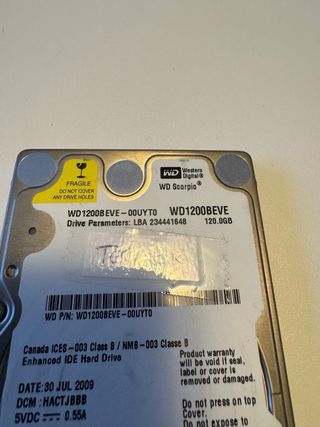 FRAGILE
DO NOT COVER
ANY DRIVE HOLES
WD Western
Digital®
WD Scorpio®
WD1200BEVE-00UYT0 WD1200BEVE
Drive Parameters: LBA 234441648 120.0GB
WD P/N: WD1200BEVE-00UYT0
Canada ICES-003 Class B / NMB-003 Classe B
Enhanced IDE Hard Drive
Warranty will
be void if seal,
label or cover is
removed or
damaged.
DATE: 30 JUL 2009
DCM: HACTJBBB
5VDC 0.55A
Do not press on top
Cover.
Do not expose to